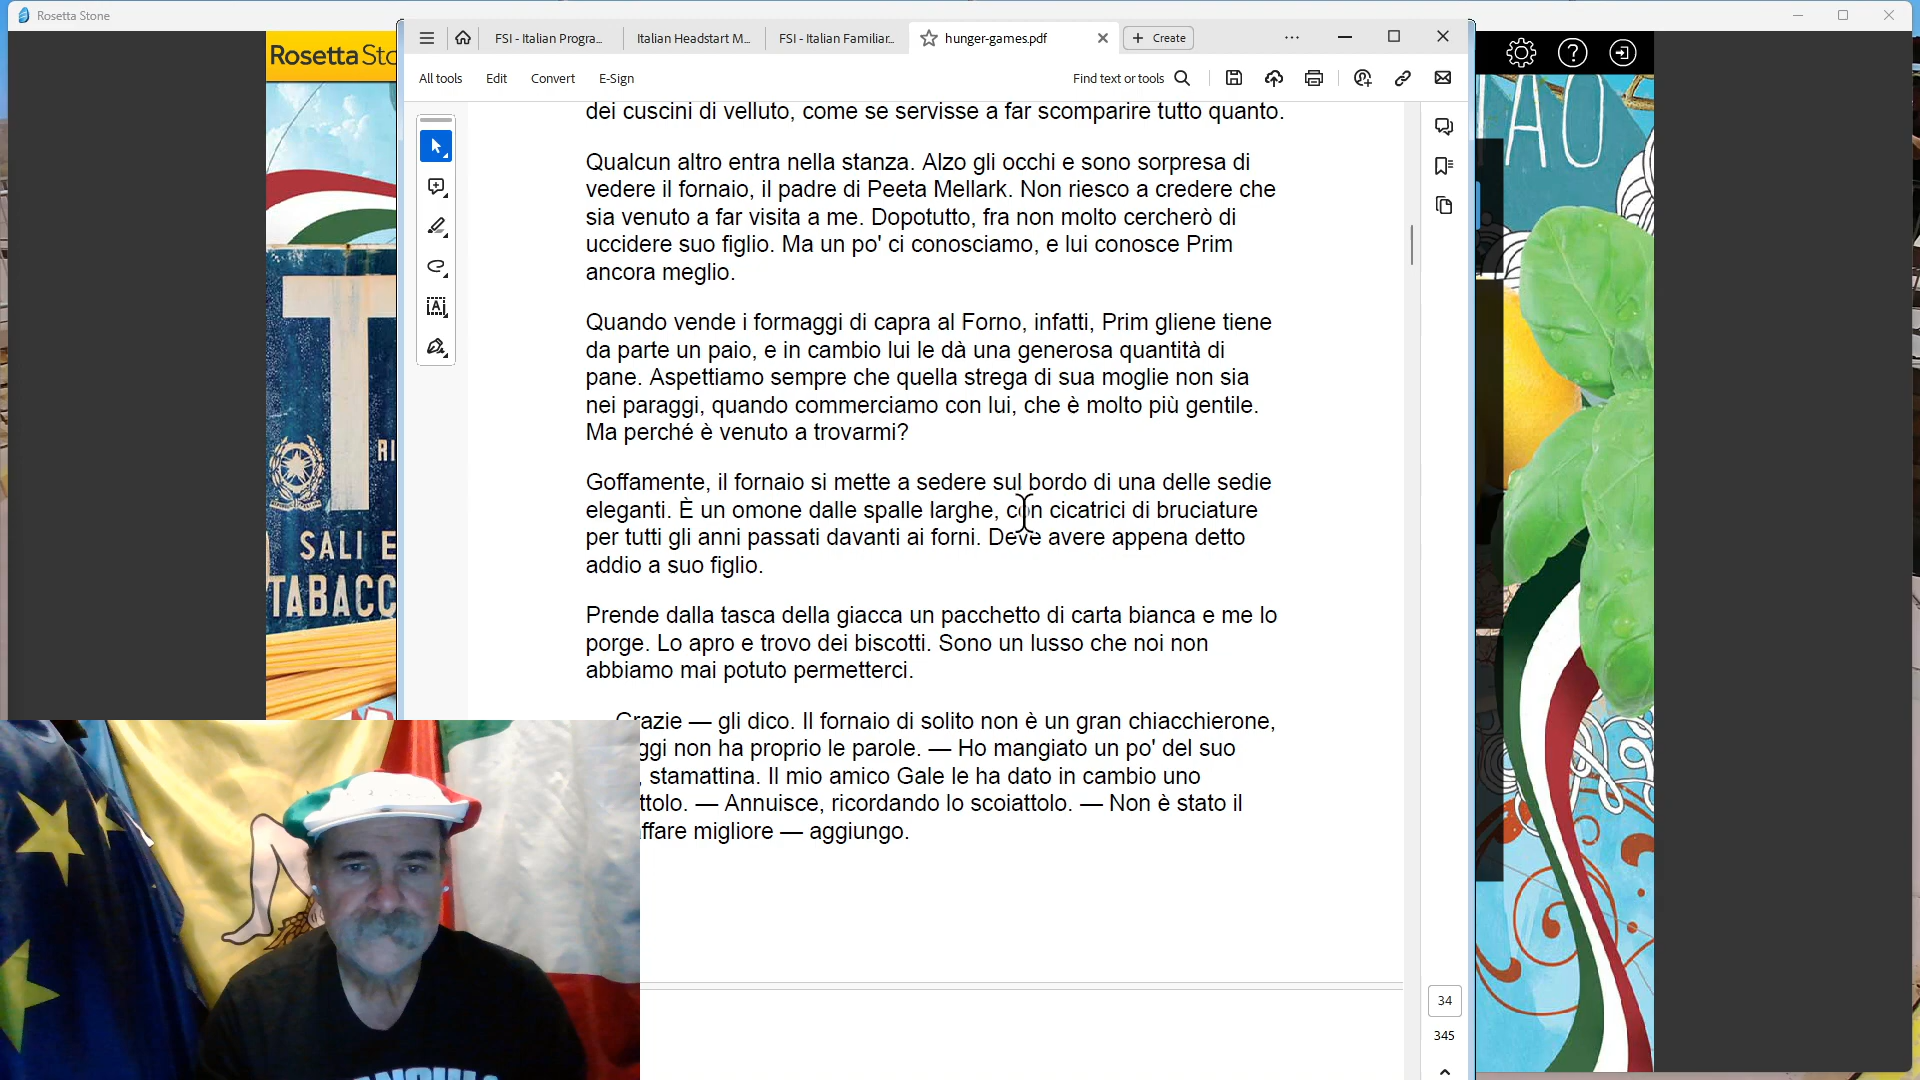 Rosetta Stone
Rosetta Sto
FSI - Italian Progra...
Italian Headstart M...
FSI - Italian Familiar...
hunger-games.pdf
Create
All tools
Edit
Convert
E-Sign
Find text or tools
dei cuscini di velluto, come se servisse a far scomparire tutto quanto.
Qualcun altro entra nella stanza. Alzo gli occhi e sono sorpresa di
vedere il fornaio, il padre di Peeta Mellark. Non riesco a credere che
sia venuto a far visita a me. Dopotutto, fra non molto cercherò di
uccidere suo figlio. Ma un po' ci conosciamo, e lui conosce Prim
ancora meglio.
Quando vende i formaggi di capra al Forno, infatti, Prim gliene tiene
da parte un paio, e in cambio lui le dà una generosa quantità di
pane. Aspettiamo sempre che quella strega di sua moglie non sia
nei paraggi, quando commerciamo con lui, che è molto più gentile.
Ma perché è venuto a trovarmi?
Goffamente, il fornaio si mette a sedere sul bordo di una delle sedie
eleganti. È un omone dalle spalle larghe, con cicatrici di bruciature
per tutti gli anni passati davanti ai forni. Deve avere appena detto
addio a suo figlio.
Prende dalla tasca della giacca un pacchetto di carta bianca e me lo
porge. Lo apro e trovo dei biscotti. Sono un lusso che noi non
abbiamo mai potuto permetterci.
Grazie — gli dico. Il fornaio di solito non è un gran chiacchierone,
ggi non ha proprio le parole. — Ho mangiato un po' del suo
, stamattina. Il mio amico Gale le ha dato in cambio uno
ttolo. — Annuisce, ricordando lo scoiattolo. — Non è stato il
ffare migliore — aggiungo.
34
345
T
RI
SALI E
TABACC
AO